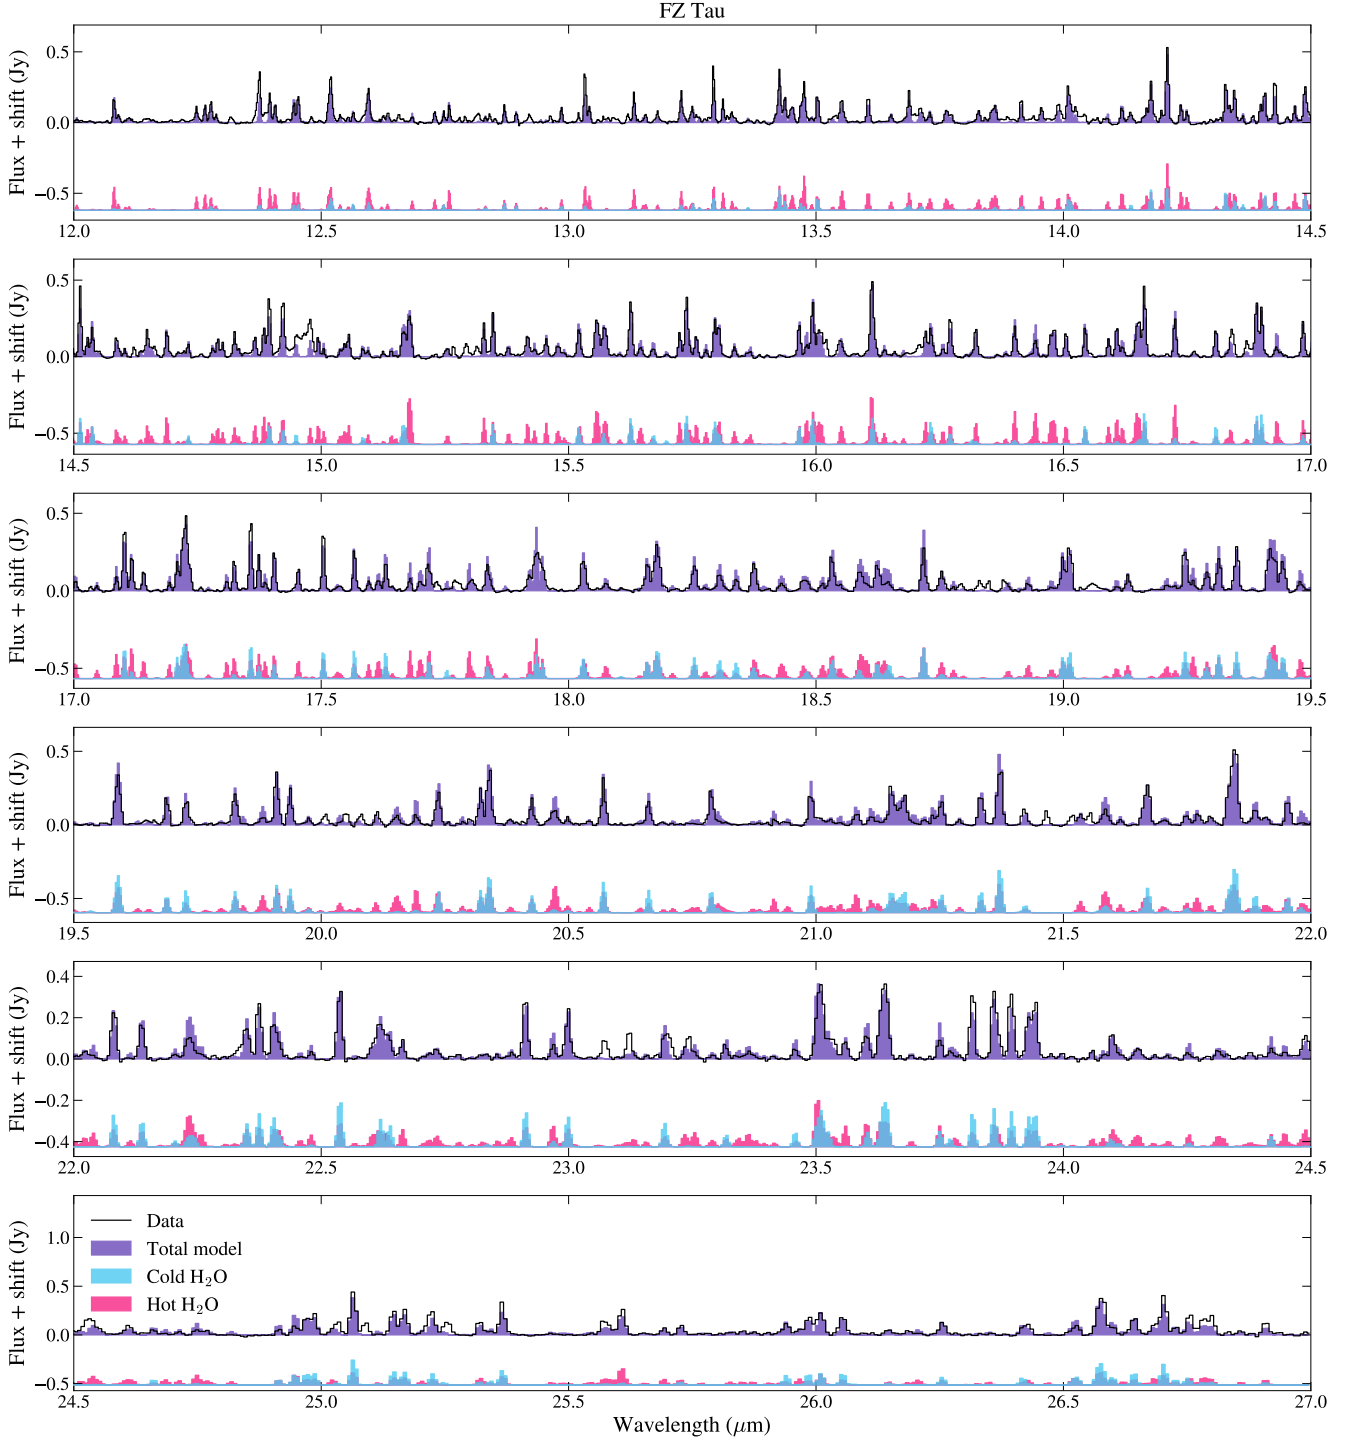 FZ Tau
Flux + shift (Jy)
0.5
0.0
−0.5
12.0 12.5 13.0 13.5 14.0 14.5
Flux + shift (Jy)
0.5
0.0
−0.5
14.5 15.0 15.5 16.0 16.5 17.0
Flux + shift (Jy)
0.5
0.0
−0.5
17.0 17.5 18.0 18.5 19.0 19.5
Flux + shift (Jy)
0.5
0.0
−0.5
19.5 20.0 20.5 21.0 21.5 22.0
Flux + shift (Jy)
0.4
0.2
0.0
−0.2
−0.4
22.0 22.5 23.0 23.5 24.0 24.5
Flux + shift (Jy)
1.0
0.5
0.0
−0.5
Data
Total model
Cold H₂O
Hot H₂O
24.5 25.0 25.5 26.0 26.5 27.0
Wavelength (μm)